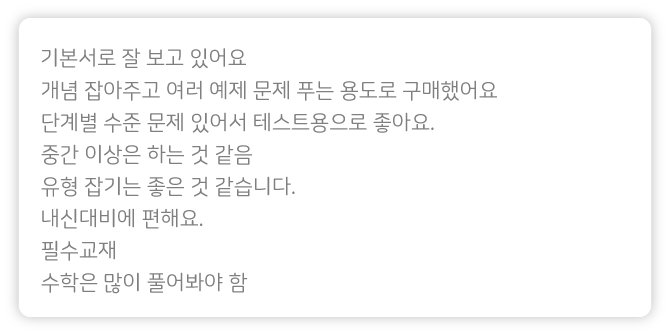 기본서로 잘 보고 있어요
개념 잡아주고 여러 예제 문제 푸는 용도로 구매했어요
단계별 수준 문제 있어서 테스트용으로 좋아요.
중간 이상은 하는 것 같음
유형 잡기는 좋은 것 같습니다.
내신대비에 편해요.
필수교재
수학은 많이 풀어봐야 함